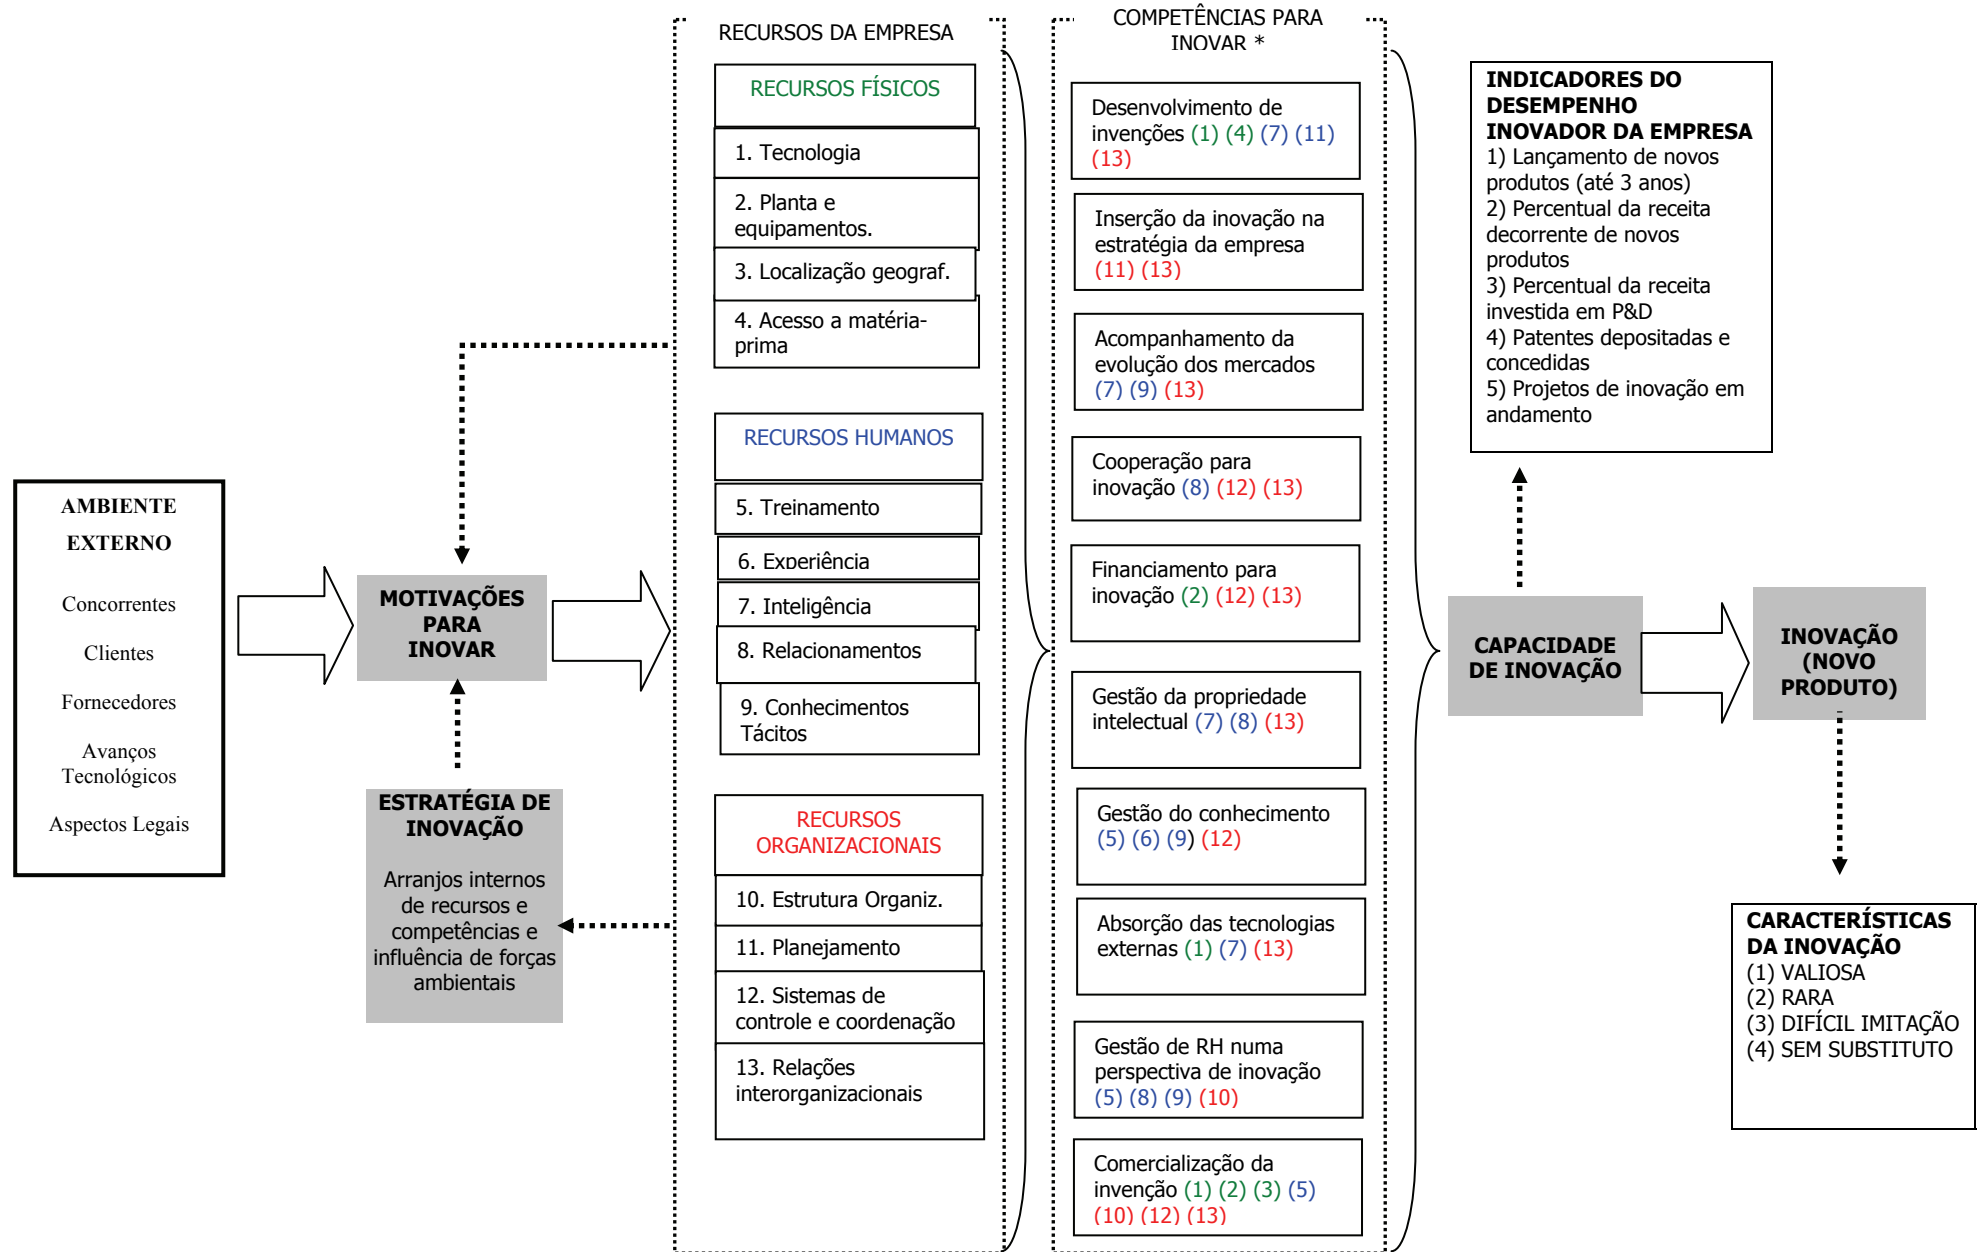 AMBIENTE
EXTERNO
Concorrentes
Clientes
Fornecedores
Avanços
Tecnológicos
Aspectos Legais
MOTIVAÇÕES
PARA
INOVAR
ESTRATÉGIA DE
INOVAÇÃO
Arranjos internos
de recursos e
competências e
influência de forças
ambientais
RECURSOS DA EMPRESA
RECURSOS FÍSICOS
1. Tecnologia
2. Planta e
equipamentos.
3. Localização geograf.
4. Acesso a matéria-
prima
RECURSOS HUMANOS
5. Treinamento
6. Experiência
7. Inteligência
8. Relacionamentos
9. Conhecimentos
Tácitos
RECURSOS
ORGANIZACIONAIS
10. Estrutura Organiz.
11. Planejamento
12. Sistemas de
controle e coordenação
13. Relações
interorganizacionais
COMPETÊNCIAS PARA
INOVAR *
Desenvolvimento de
invenções (1) (4) (7) (11)
(13)
Inserção da inovação na
estratégia da empresa
(11) (13)
Acompanhamento da
evolução dos mercados
(7) (9) (13)
Cooperação para
inovação (8) (12) (13)
Financiamento para
inovação (2) (12) (13)
Gestão da propriedade
intelectual (7) (8) (13)
Gestão do conhecimento
(5) (6) (9) (12)
Absorção das tecnologias
externas (1) (7) (13)
Gestão de RH numa
perspectiva de inovação
(5) (8) (9) (10)
Comercialização da
invenção (1) (2) (3) (5)
(10) (12) (13)
INDICADORES DO
DESEMPENHO
INOVADOR DA EMPRESA
1) Lançamento de novos
produtos (até 3 anos)
2) Percentual da receita
decorrente de novos
produtos
3) Percentual da receita
investida em P&D
4) Patentes depositadas e
concedidas
5) Projetos de inovação em
andamento
CAPACIDADE
DE INOVAÇÃO
INOVAÇÃO
(NOVO
PRODUTO)
CARACTERÍSTICAS
DA INOVAÇÃO
(1) VALIOSA
(2) RARA
(3) DIFÍCIL IMITAÇÃO
(4) SEM SUBSTITUTO